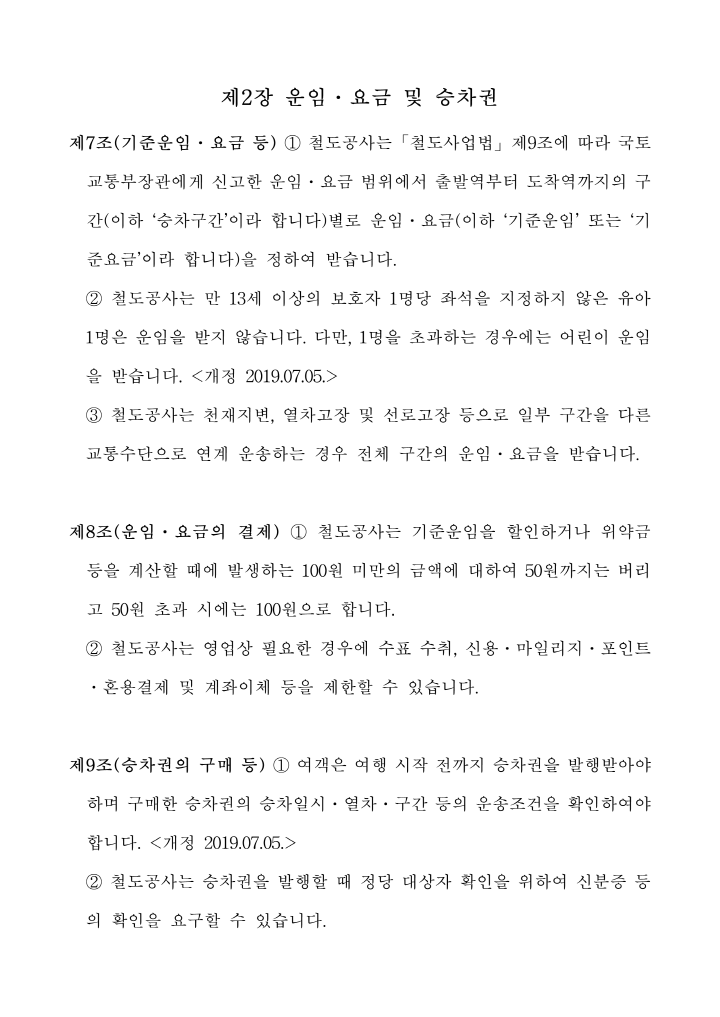 제2장 운임·요금 및 승차권
제7조(기준운임·요금 등) ① 철도공사는「철도사업법」제9조에 따라 국토
교통부장관에게 신고한 운임·요금 범위에서 출발역부터 도착역까지의 구
간(이하 ‘승차구간’이라 합니다)별로 운임·요금(이하 ‘기준운임’ 또는 ‘기
준요금’이라 합니다)을 정하여 받습니다.
② 철도공사는 만 13세 이상의 보호자 1명당 좌석을 지정하지 않은 유아
1명은 운임을 받지 않습니다. 다만, 1명을 초과하는 경우에는 어린이 운임
을 받습니다. <개정 2019.07.05.>
③ 철도공사는 천재지변, 열차고장 및 선로고장 등으로 일부 구간을 다른
교통수단으로 연계 운송하는 경우 전체 구간의 운임·요금을 받습니다.
제8조(운임·요금의 결제) ① 철도공사는 기준운임을 할인하거나 위약금
등을 계산할 때에 발생하는 100원 미만의 금액에 대하여 50원까지는 버리
고 50원 초과 시에는 100원으로 합니다.
② 철도공사는 영업상 필요한 경우에 수표 수취, 신용·마일리지·포인트
·혼용결제 및 계좌이체 등을 제한할 수 있습니다.
제9조(승차권의 구매 등) ① 여객은 여행 시작 전까지 승차권을 발행받아야
하며 구매한 승차권의 승차일시·열차·구간 등의 운송조건을 확인하여야
합니다. <개정 2019.07.05.>
② 철도공사는 승차권을 발행할 때 정당 대상자 확인을 위하여 신분증 등
의 확인을 요구할 수 있습니다.